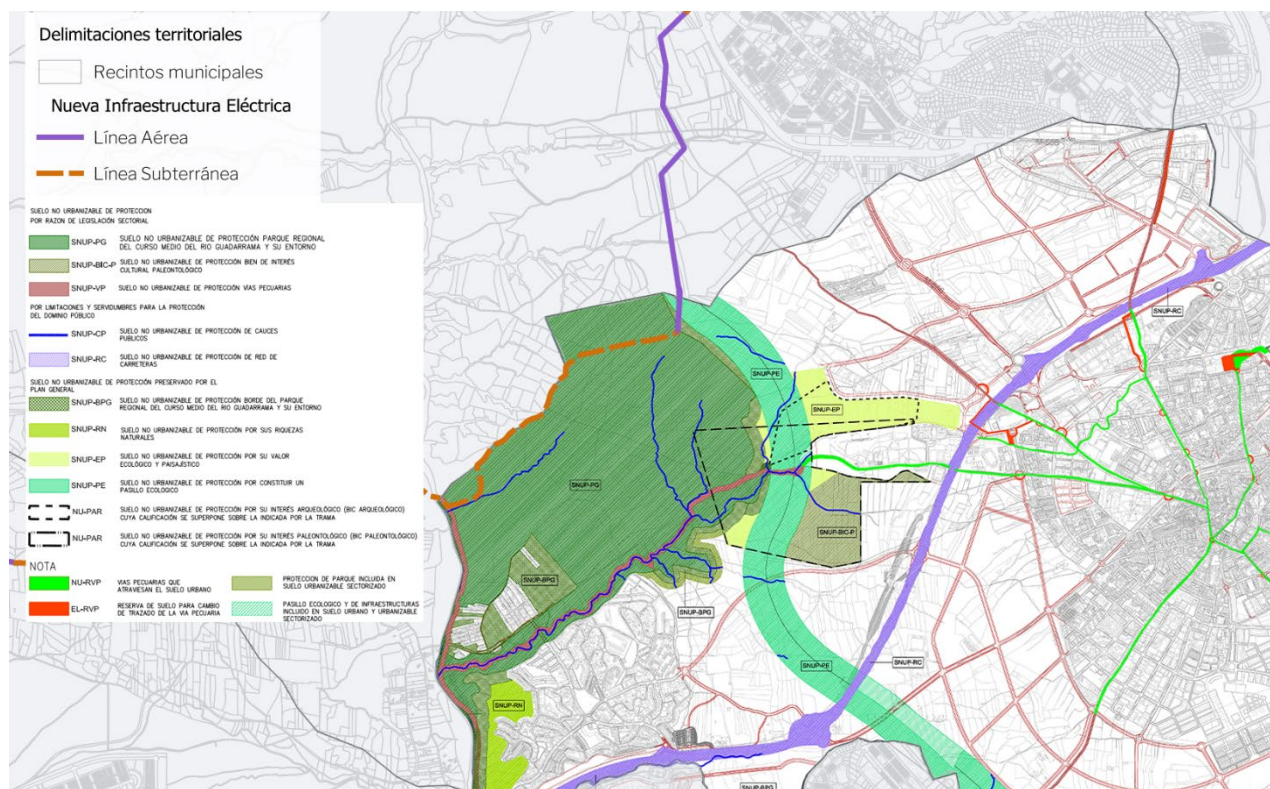 Delimitaciones territoriales
Recintos municipales
Nueva Infraestructura Eléctrica
Línea Aérea
Línea Subterránea
SUELO NO URBANIZABLE DE PROTECCION
POR RAZON DE LEGISLACIÓN SECTORIAL
SNUP-PG
SUELO NO URBANIZABLE DE PROTECCIÓN PARQUE REGIONAL
DEL CURSO MEDIO DEL RIO GUADARRAMA Y SU ENTORNO
SNUP-BIC-P
SUELO NO URBANIZABLE DE PROTECCIÓN BIEN DE INTERÉS
CULTURAL PALEONTOLÓGICO
SNUP-VP
SUELO NO URBANIZABLE DE PROTECCIÓN VÍAS PECUARIAS
POR LIMITACIONES Y SERVIDUMBRES PARA LA PROTECCIÓN
DEL DOMINIO PÚBLICO
SNUP-CP
SUELO NO URBANIZABLE DE PROTECCIÓN DE CAUCES
PUBLICOS
SNUP-RC
SUELO NO URBANIZABLE DE PROTECCIÓN DE RED DE
CARRETERAS
SUELO NO URBANIZABLE DE PROTECCIÓN PRESERVADO POR EL
PLAN GENERAL
SNUP-BPG
SUELO NO URBANIZABLE DE PROTECCIÓN BORDE DEL PARQUE
REGIONAL DEL CURSO MEDIO DEL RIO GUADARRAMA Y SU ENTORNO
SNUP-RN
SUELO NO URBANIZABLE DE PROTECCIÓN POR SUS RIQUEZAS
NATURALES
SNUP-EP
SUELO NO URBANIZABLE DE PROTECCIÓN POR SU VALOR
ECOLÓGICO Y PAISAJÍSTICO
SNUP-PE
SUELO NO URBANIZABLE DE PROTECCIÓN POR CONSTITUIR UN
PASILLO ECOLÓGICO
NU-PAR
SUELO NO URBANIZABLE DE PROTECCIÓN POR SU INTERÉS ARQUEOLÓGICO (BIC ARQUEOLÓGICO)
CUYA CALIFICACIÓN SE SUPERPONE SOBRE LA INDICADA POR LA TRAMA
NU-PAR
SUELO NO URBANIZABLE DE PROTECCIÓN POR SU INTERÉS PALEONTOLÓGICO (BIC PALEONTOLÓGICO)
CUYA CALIFICACIÓN SE SUPERPONE SOBRE LA INDICADA POR LA TRAMA
NOTA
NU-RVP
VIAS PECUARIAS QUE
ATRAVIESAN EL SUELO URBANO
PROTECCION DE PARQUE INCLUIDA EN
SUELO URBANIZABLE SECTORIZADO
EL-RVP
RESERVA DE SUELO PARA CAMBIO
DE TRAZADO DE LA VIA PECUARIA
PASILLO ECOLOGICO Y DE INFRAESTRUCTURAS
INCLUIDO EN SUELO URBANO Y URBANIZABLE
SECTORIZADO
SNUP-RC
SNUP-PE
SNUP-EP
SNUP-PG
SNUP-BIC-P
SNUP-BPG
SNUP-BPG
SNUP-PE
SNUP-RC
SNUP-RN
SNUP-BPG